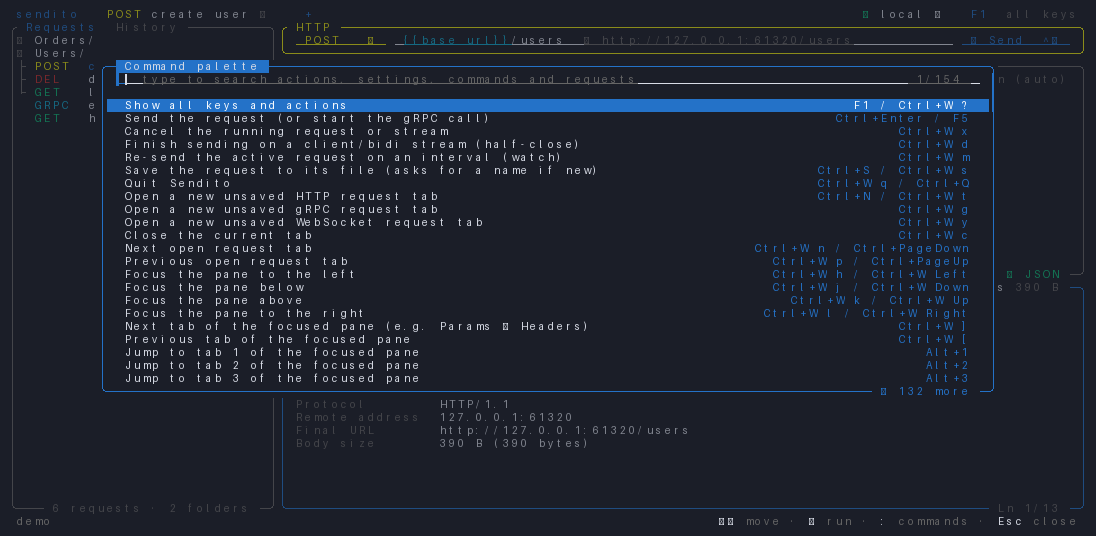 sendito POST create user + local F1 all keys
Requests History
HTTP
Orders/
POST {{base_url}}/users http://127.0.0.1:61320/users Send ^
Users/
POST c
Command palette
DEL d
type to search actions, settings, commands and requests 1/154
n (auto)
GET l
GRPC e
GET h
Show all keys and actions F1 / Ctrl+W ?
Send the request (or start the gRPC call) Ctrl+Enter / F5
Cancel the running request or stream Ctrl+W x
Finish sending on a client/bidi stream (half-close) Ctrl+W d
Re-send the active request on an interval (watch) Ctrl+W m
Save the request to its file (asks for a name if new) Ctrl+S / Ctrl+W s
Quit Sendito Ctrl+W q / Ctrl+Q
Open a new unsaved HTTP request tab Ctrl+N / Ctrl+W t
Open a new unsaved gRPC request tab Ctrl+W g
Open a new unsaved WebSocket request tab Ctrl+W y
Close the current tab Ctrl+W c
Next open request tab Ctrl+W n / Ctrl+PageDown
Previous open request tab Ctrl+W p / Ctrl+PageUp
Focus the pane to the left Ctrl+W h / Ctrl+W Left
JSON
Focus the pane below Ctrl+W j / Ctrl+W Down
s 390 B
Focus the pane above Ctrl+W k / Ctrl+W Up
Focus the pane to the right Ctrl+W l / Ctrl+W Right
Next tab of the focused pane (e.g. Params Headers) Ctrl+W ]
Previous tab of the focused pane Ctrl+W [
Jump to tab 1 of the focused pane Alt+1
Jump to tab 2 of the focused pane Alt+2
Jump to tab 3 of the focused pane Alt+3
132 more
Protocol HTTP/1.1
Remote address 127.0.0.1:61320
Final URL http://127.0.0.1:61320/users
Body size 390 B (390 bytes)
6 requests · 2 folders
Ln 1/13
demo move · run · : commands · Esc close